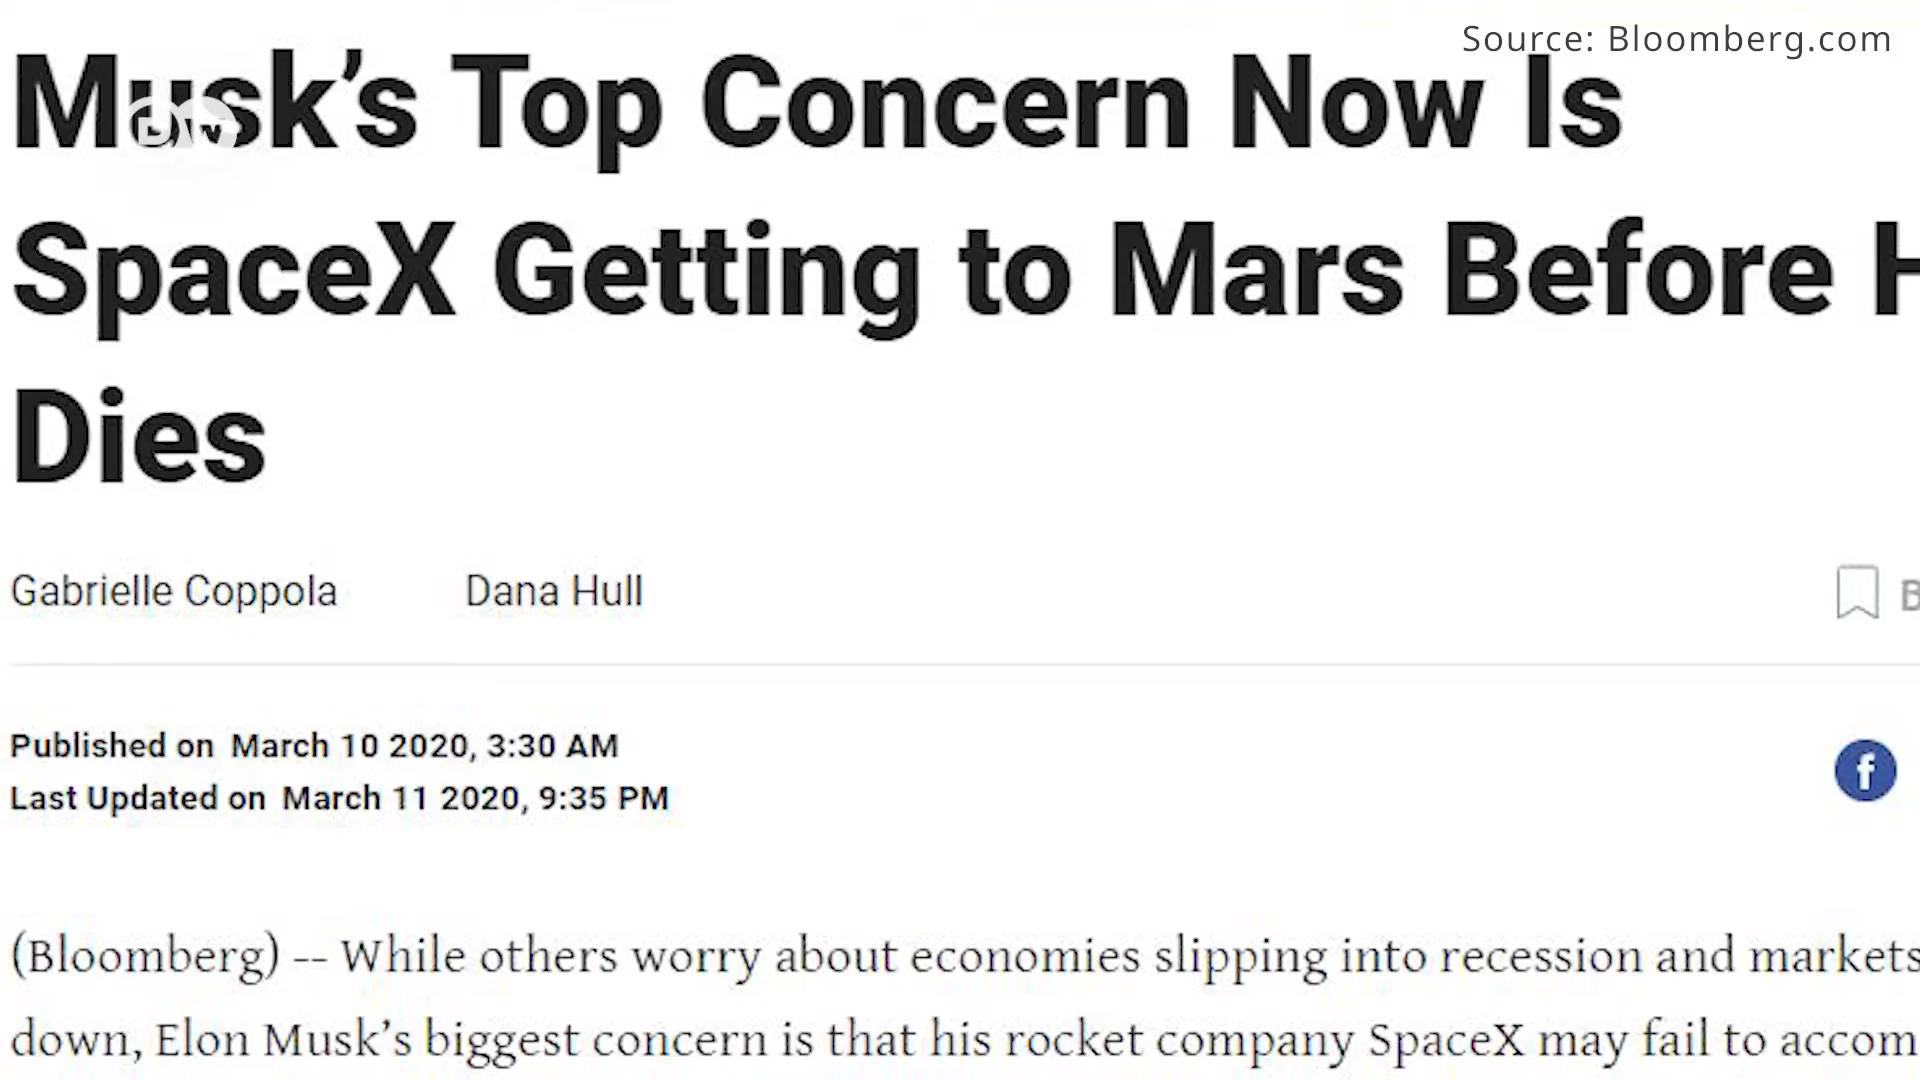 Source: Bloomberg.com
Musk’s Top Concern Now Is
SpaceX Getting to Mars Before H
Dies
Gabrielle Coppola Dana Hull
B
Published on March 10 2020, 3:30 AM
Last Updated on March 11 2020, 9:35 PM
(Bloomberg) -- While others worry about economies slipping into recession and markets
down, Elon Musk’s biggest concern is that his rocket company SpaceX may fail to accom